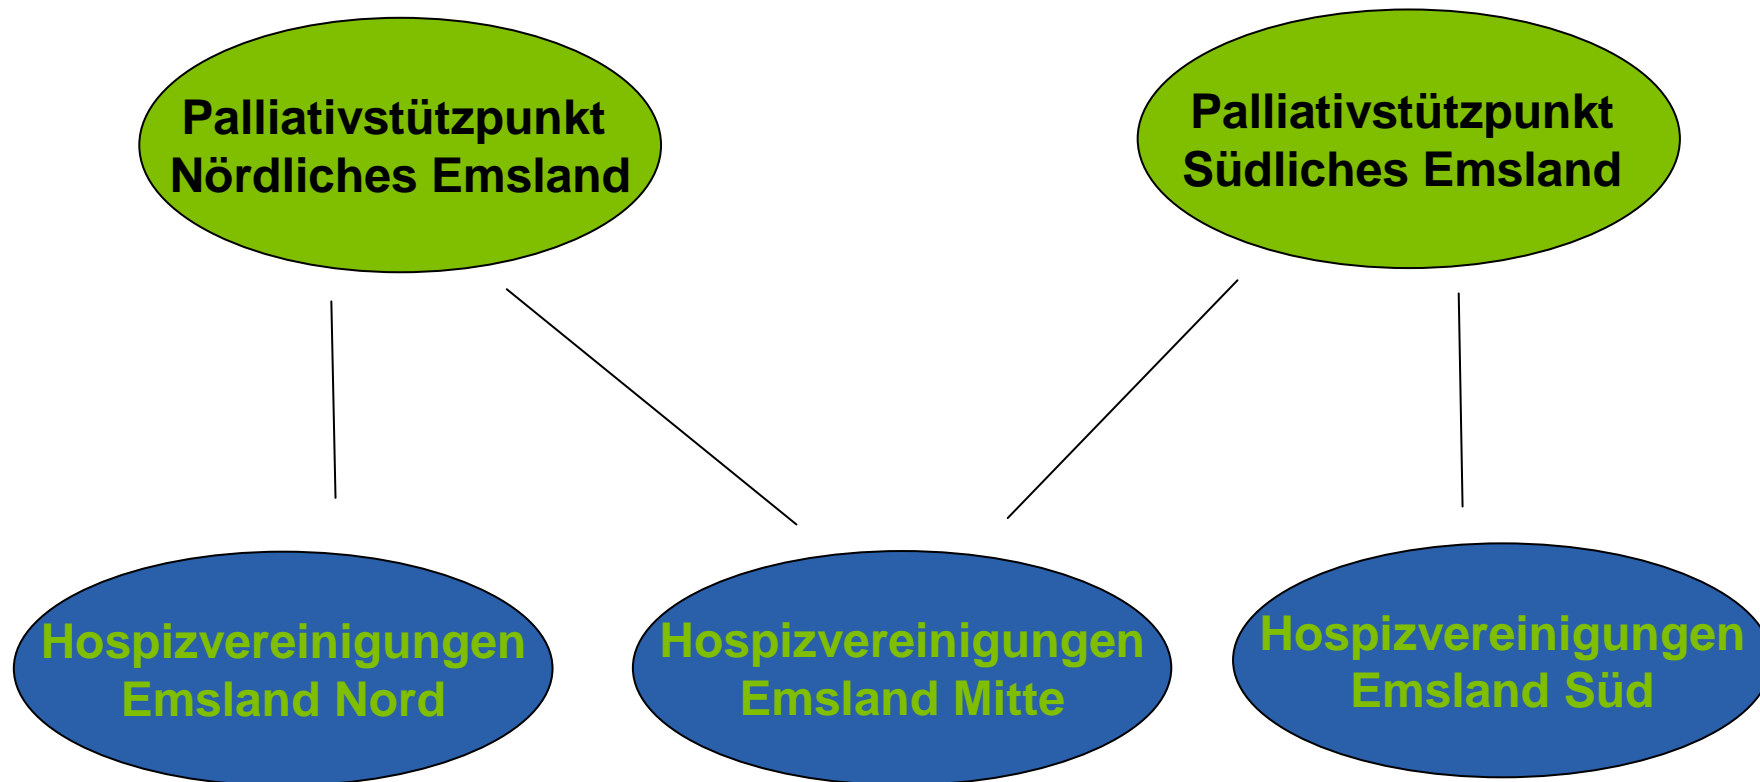 Palliativstützpunkt
Nördliches Emsland
Palliativstützpunkt
Südliches Emsland
Hospizvereinigungen
Emsland Nord
Hospizvereinigungen
Emsland Mitte
Hospizvereinigungen
Emsland Süd